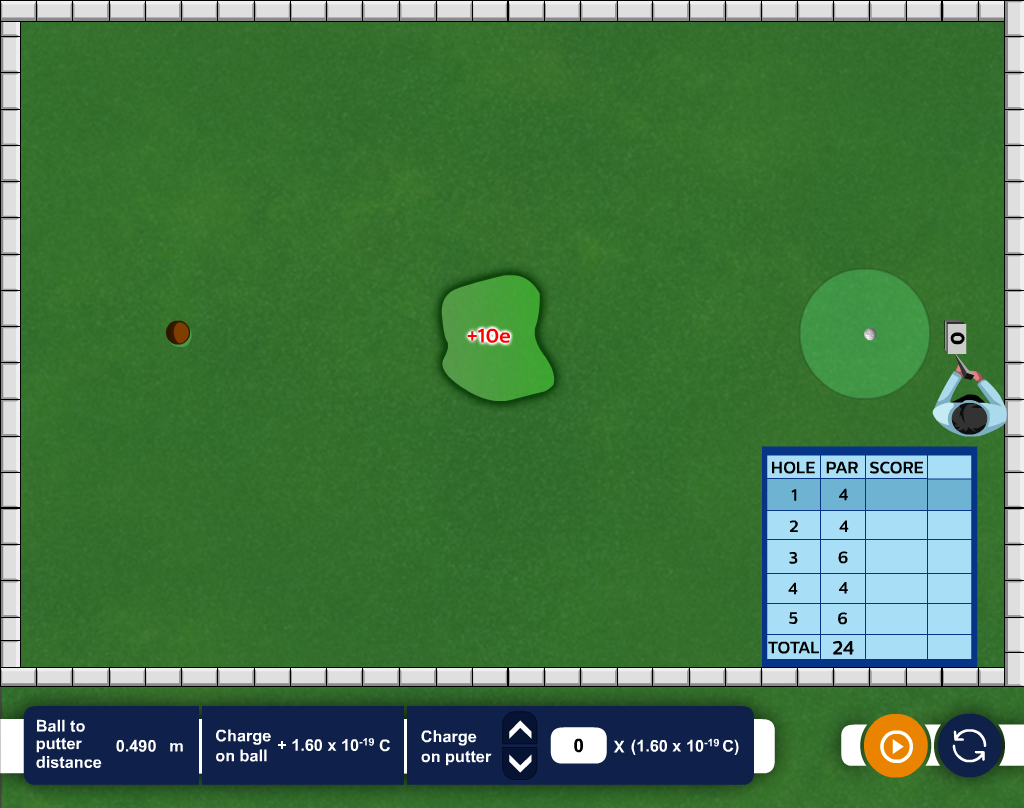 +10e
0
HOLE PAR SCORE
1 4
2 4
3 6
4 4
5 6
TOTAL 24
Ball to
putter
distance
0.490 m
Charge
on ball
+ 1.60 x 10⁻¹⁹ C
Charge
on putter
0
X (1.60 x 10⁻¹⁹ C)